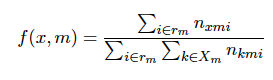 f(x, m) = \frac{\sum_{i \in r_m} n_{xmi}}{\sum_{i \in r_m} \sum_{k \in X_m} n_{kmi}}